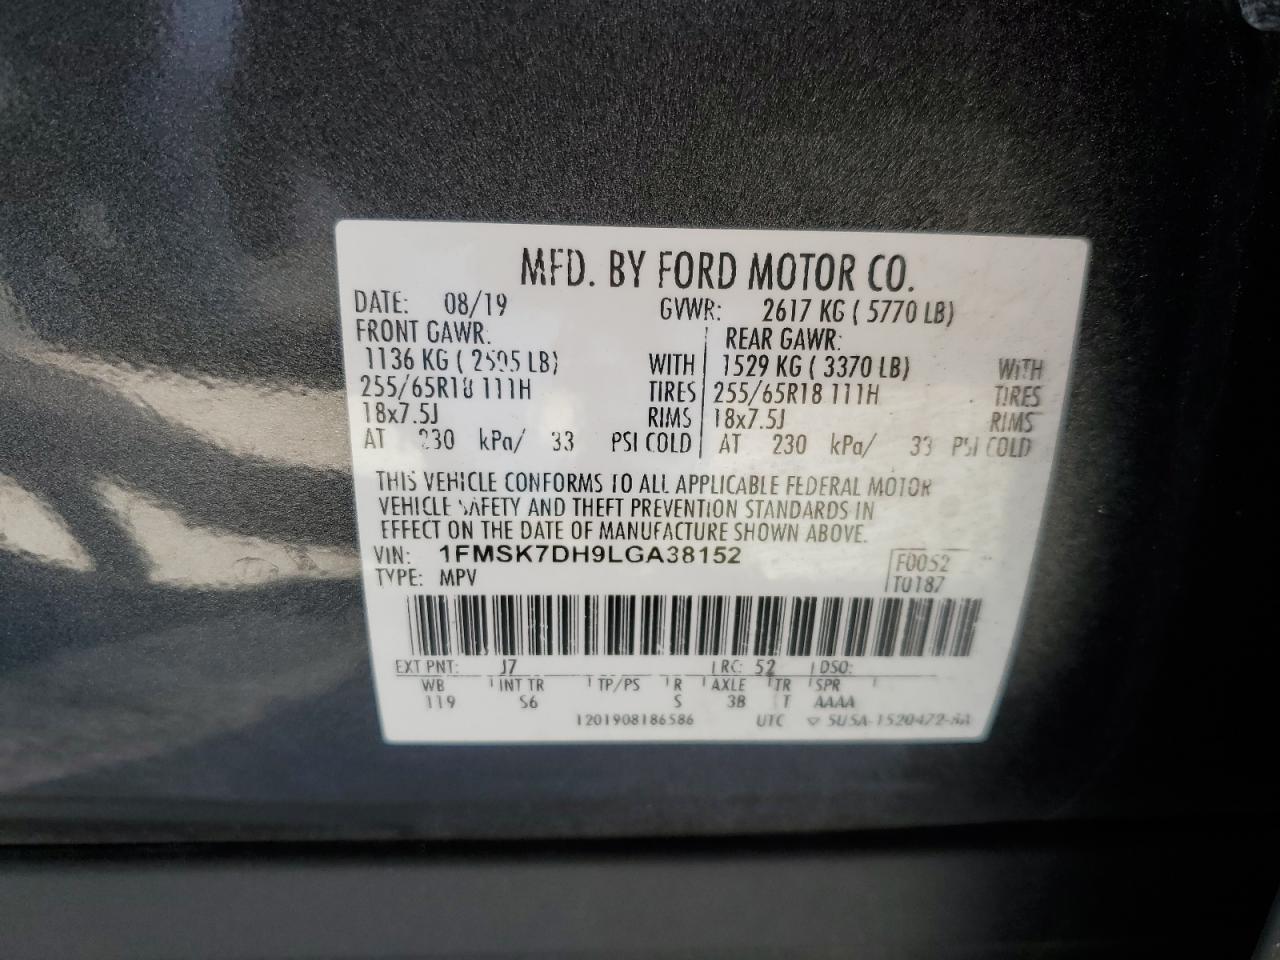 MFD. BY FORD MOTOR CO.
DATE: 08/19 GVWR: 2617 KG ( 5770 LB)
FRONT GAWR: REAR GAWR:
1136 KG ( 2505 LB) WITH 1529 KG ( 3370 LB) WITH
255/65R18 111H TIRES 255/65R18 111H TIRES
18x7.5J RIMS 18x7.5J RIMS
AT 230 kPa/ 33 PSI COLD AT 230 kPa/ 33 PSI COLD
THIS VEHICLE CONFORMS TO ALL APPLICABLE FEDERAL MOTOR
VEHICLE SAFETY AND THEFT PREVENTION STANDARDS IN
EFFECT ON THE DATE OF MANUFACTURE SHOWN ABOVE.
VIN: 1FMSK7DH9LGA38152 F0052
TYPE: MPV T0187
EXT PNT: J7 RC: 52 DSO:
WB INT TR TP/PS R AXLE TR SPR
119 S6 S 3B T AAAA
1201908186586 UTC 5U5A-1520472-AA